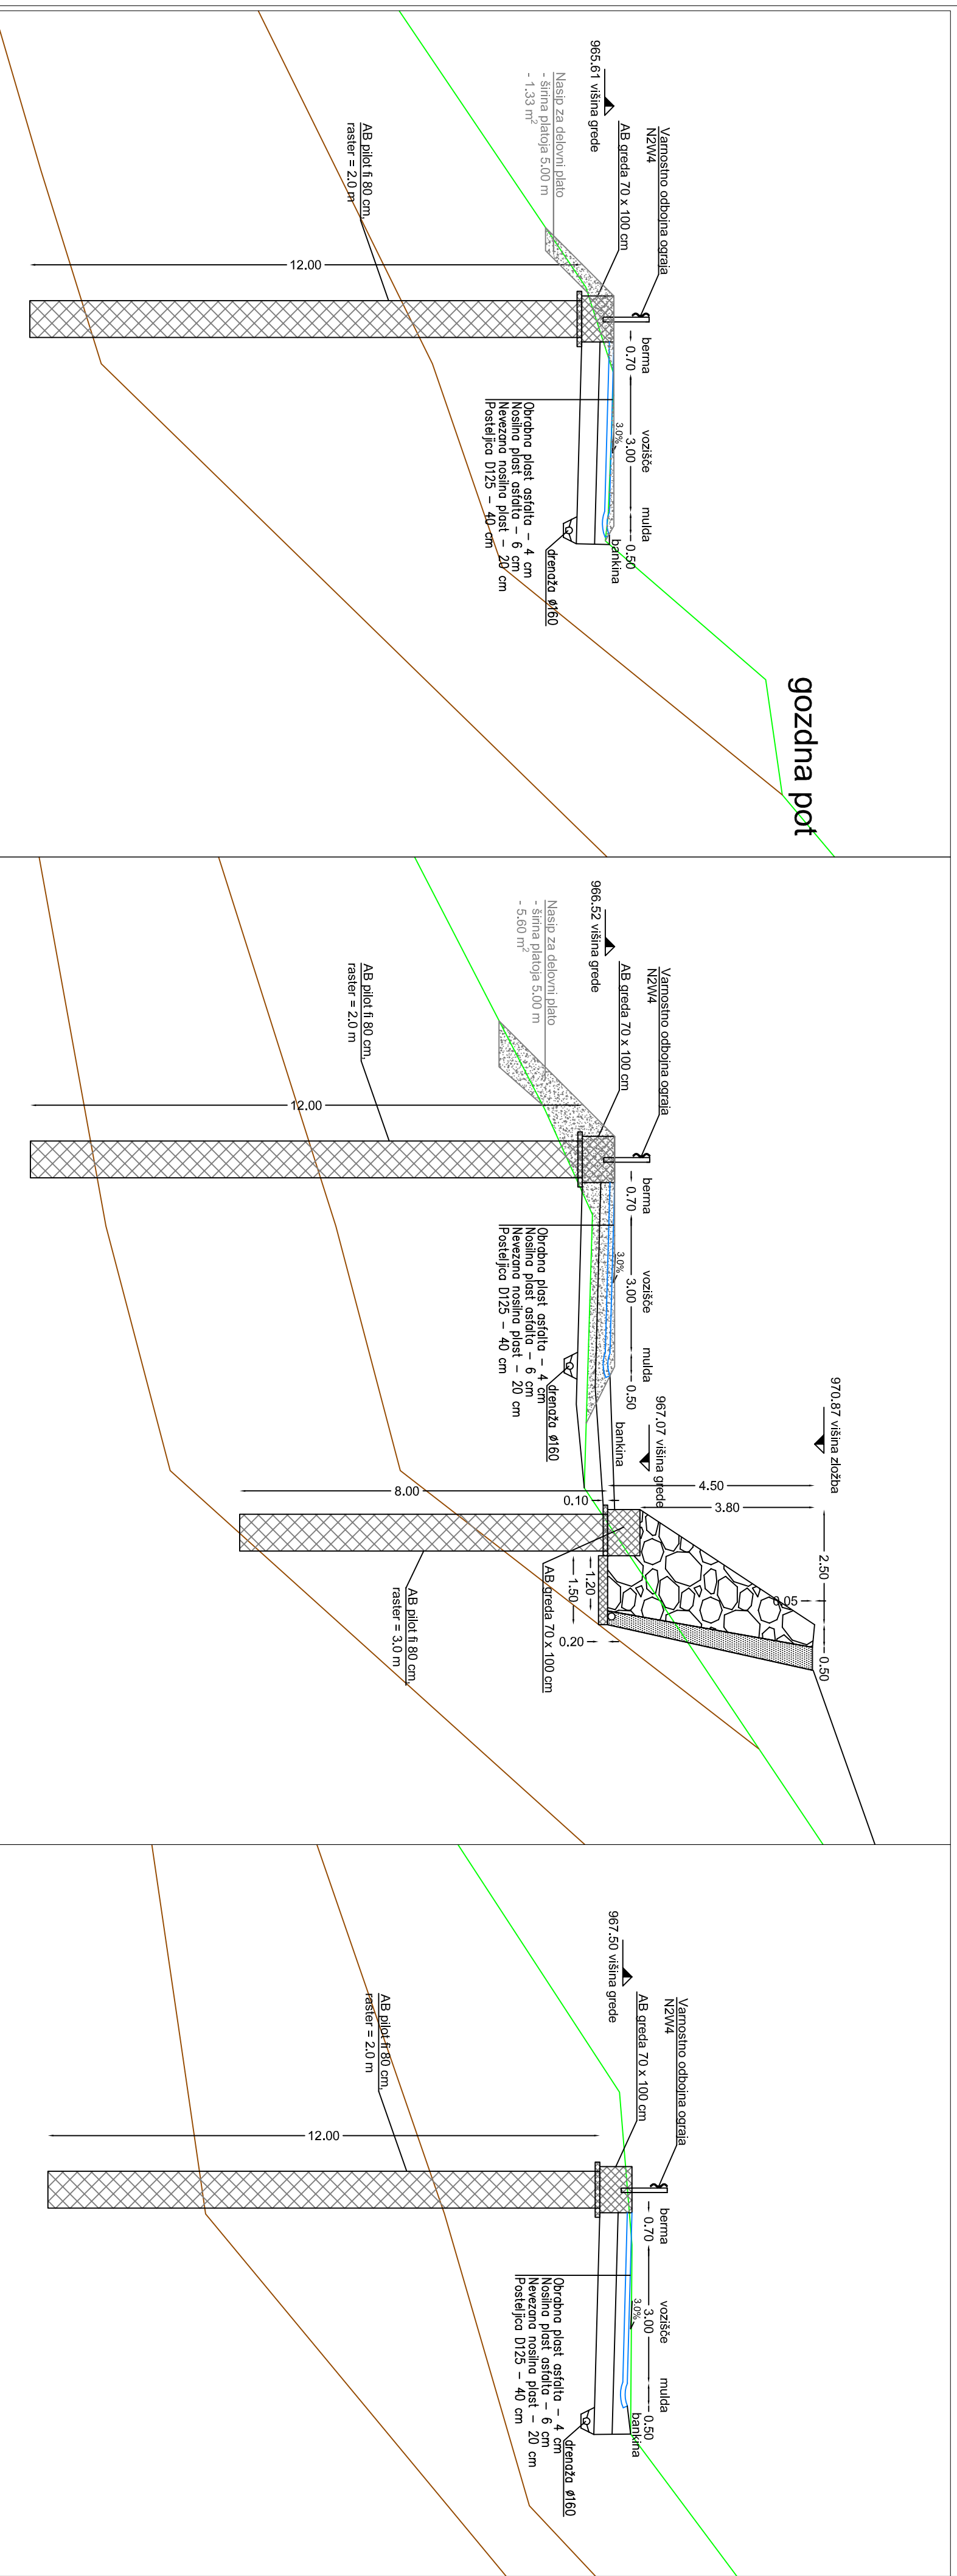 Varnostno odbojna ograja
N2W4
AB greda 70 x 100 cm
965.61 višina grede
Nasip za delovni plato
- širina platoja 5.00 m
- 1.33 m²
AB pilot fi 80 cm,
raster = 2.0 m
12.00
berma
vozišče
mulda
0.70
3.00
0.50
3.0%
bankina
drenaža ø160
Obrabna plast asfalta – 4 cm
Nosilna plast asfalta – 6 cm
Nevezana nosilna plast – 20 cm
Posteljica D125 – 40 cm
gozdna pot
Varnostno odbojna ograja
N2W4
AB greda 70 x 100 cm
966.52 višina grede
Nasip za delovni plato
- širina platoja 5.00 m
- 5.60 m²
AB pilot fi 80 cm,
raster = 2.0 m
12.00
berma
vozišče
mulda
0.70
3.00
0.50
3.0%
bankina
drenaža ø160
Obrabna plast asfalta – 4 cm
Nosilna plast asfalta – 6 cm
Nevezana nosilna plast – 20 cm
Posteljica D125 – 40 cm
970.87 višina zložba
967.07 višina grede
4.50
3.80
2.50
0.05
0.50
0.10
8.00
1.20
1.50
0.20
AB greda 70 x 100 cm
AB pilot fi 80 cm,
raster = 3.0 m
Varnostno odbojna ograja
N2W4
AB greda 70 x 100 cm
967.50 višina grede
AB pilot fi 80 cm,
raster = 2.0 m
12.00
berma
vozišče
mulda
0.70
3.00
0.50
3.0%
bankina
drenaža ø160
Obrabna plast asfalta – 4 cm
Nosilna plast asfalta – 6 cm
Nevezana nosilna plast – 20 cm
Posteljica D125 – 40 cm